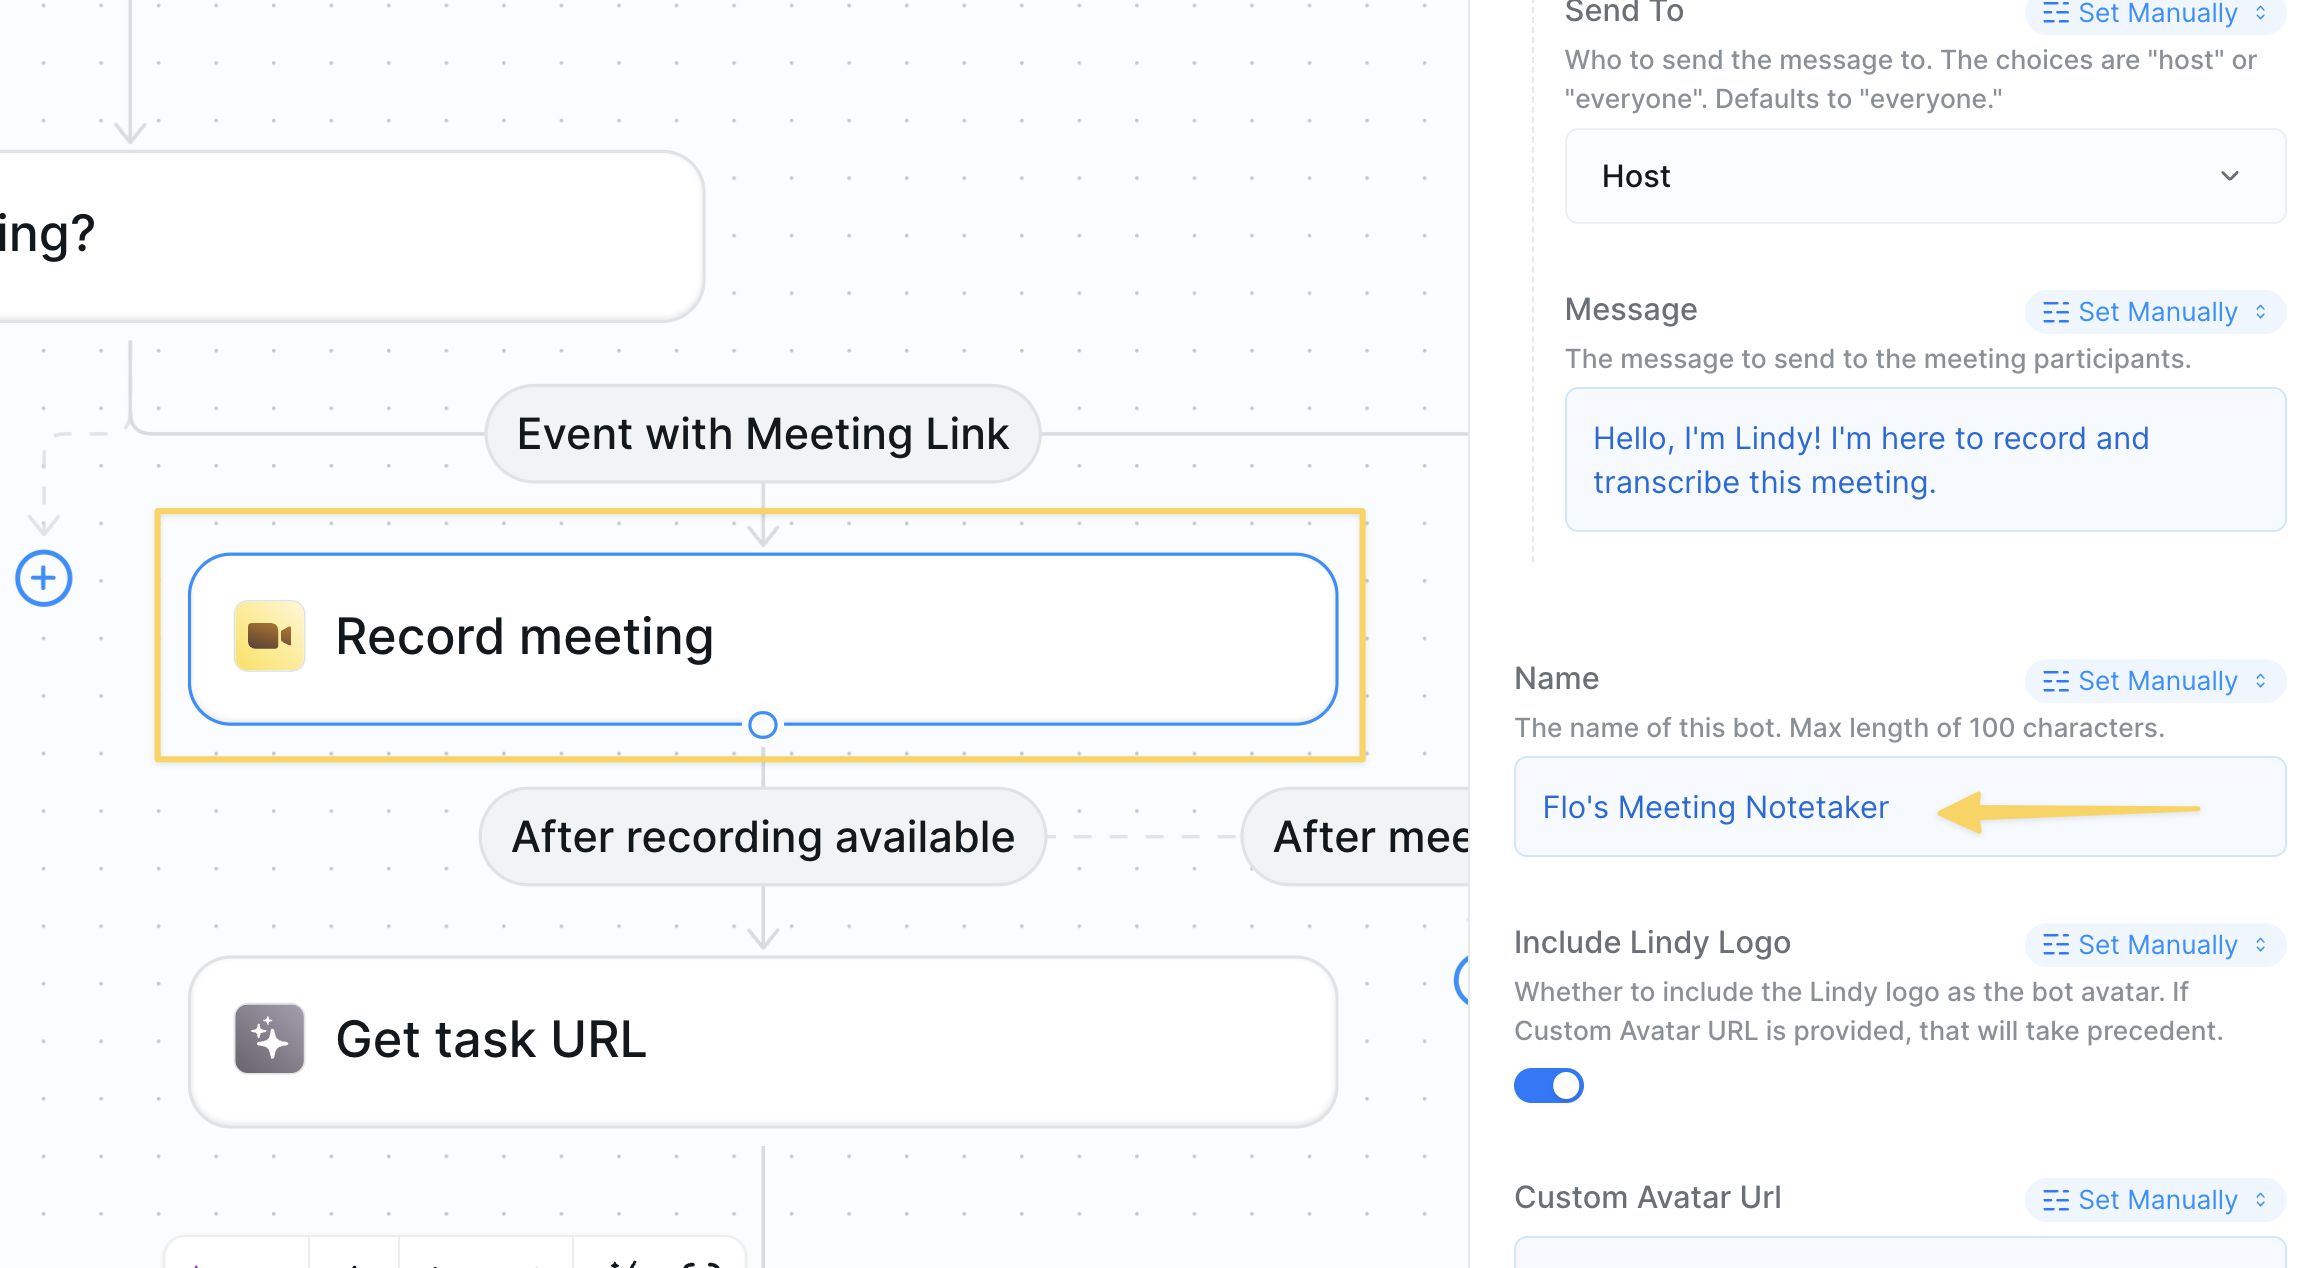 ing?
Event with Meeting Link
Record meeting
After recording available
After mee
Get task URL
Send To
Set Manually
Who to send the message to. The choices are "host" or
"everyone". Defaults to "everyone."
Host
Message
Set Manually
The message to send to the meeting participants.
Hello, I'm Lindy! I'm here to record and
transcribe this meeting.
Name
Set Manually
The name of this bot. Max length of 100 characters.
Flo's Meeting Notetaker
Include Lindy Logo
Set Manually
Whether to include the Lindy logo as the bot avatar. If
Custom Avatar URL is provided, that will take precedent.
Custom Avatar Url
Set Manually